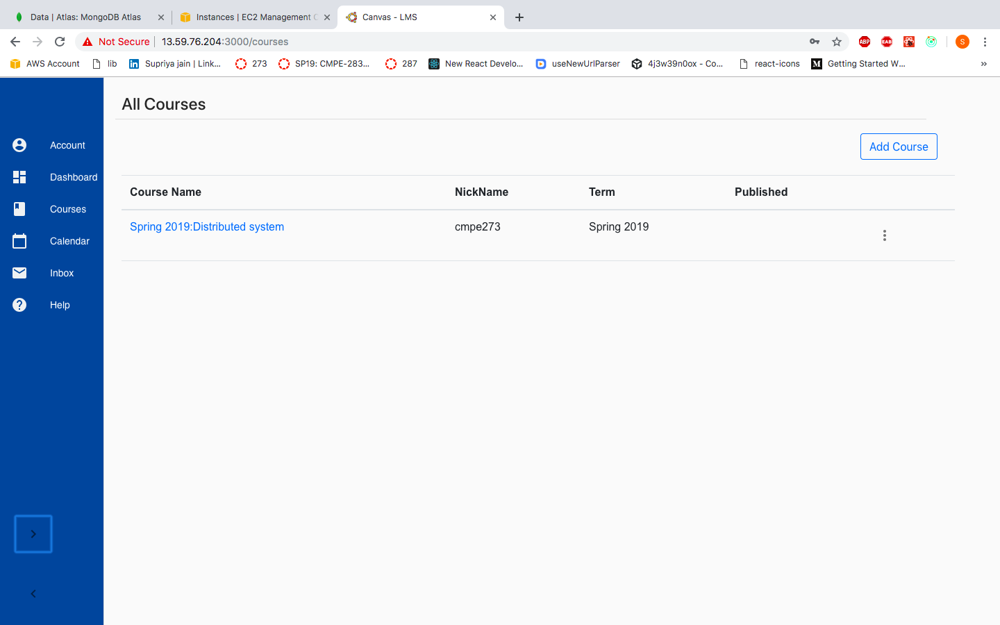 Data | Atlas: MongoDB Atlas
Instances | EC2 Management C
Canvas - LMS
Not Secure 13.59.76.204:3000/courses
ABP
EAB
S
AWS Account
lib
Supriya jain | Link...
273
SP19: CMPE-283...
287
New React Develo...
useNewUrlParser
4j3w39n0ox - Co...
react-icons
Getting Started W...
All Courses
Account
Dashboard
Courses
Calendar
Inbox
Help
Add Course
Course Name NickName Term Published
Spring 2019:Distributed system cmpe273 Spring 2019